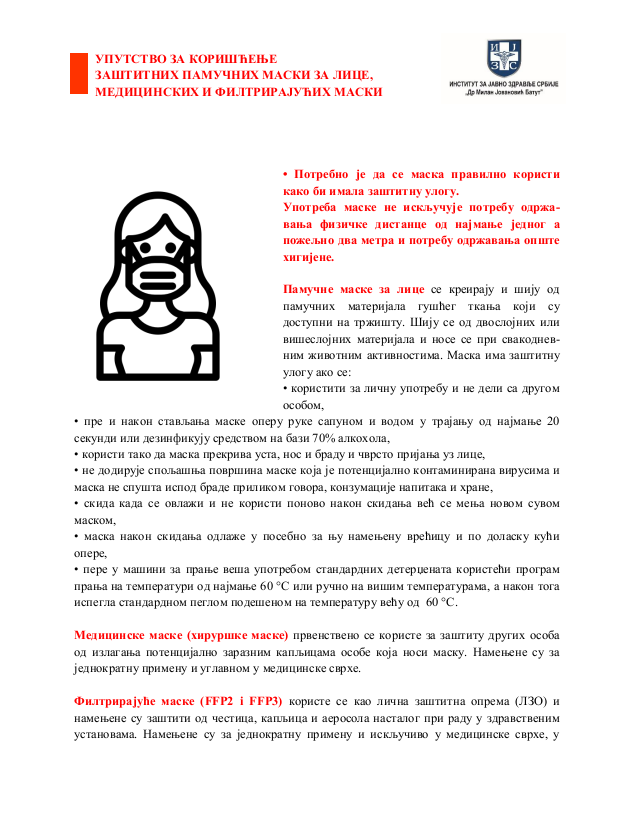 УПУТСТВО ЗА КОРИШЋЕЊЕ
ЗАШТИТНИХ ПАМУЧНИХ МАСКИ ЗА ЛИЦЕ,
МЕДИЦИНСКИХ И ФИЛТРИРАЈУЋИХ МАСКИ
И Ј
З С
ИНСТИТУТ ЗА ЈАВНО ЗДРАВЉЕ СРБИЈЕ
„Др Милан Јовановић Батут"
• Потребно је да се маска правилно користи
како би имала заштитну улогу.
Употреба маске не искључује потребу одржа-
вања физичке дистанце од најмање једног а
пожељно два метра и потребу одржавања опште
хигијене.
Памучне маске за лице се креирају и шију од
памучних материјала гушћег ткања који су
доступни на тржишту. Шију се од двослојних или
вишеслојних материјала и носе се при свакоднев-
ним животним активностима. Маска има заштитну
улогу ако се:
• користити за личну употребу и не дели са другом
особом,
• пре и након стављања маске оперу руке сапуном и водом у трајању од најмање 20
секунди или дезинфикују средством на бази 70% алкохола,
• користи тако да маска прекрива уста, нос и браду и чврсто пријања уз лице,
• не додирује спољашња површина маске која је потенцијално контаминирана вирусима и
маска не спушта испод браде приликом говора, конзумације напитака и хране,
• скида када се овлажи и не користи поново након скидања већ се мења новом сувом
маском,
• маска након скидања одлаже у посебно за њу намењену врећицу и по доласку кући
опере,
• пере у машини за прање веша употребом стандардних детерџената користећи програм
прања на температури од најмање 60 °C или ручно на вишим температурама, а након тога
испегла стандардном пеглом подешеном на температуру већу од 60 °C.
Медицинске маске (хируршке маске) првенствено се користе за заштиту других особа
од излагања потенцијално заразним капљицама особе која носи маску. Намењене су за
једнократну примену и углавном у медицинске сврхе.
Филтрирајуће маске (FFP2 i FFP3) користе се као лична заштитна опрема (ЛЗО) и
намењене су заштити од честица, капљица и аеросола насталог при раду у здравственим
установама. Намењене су за једнократну примену и искључиво у медицинске сврхе, у